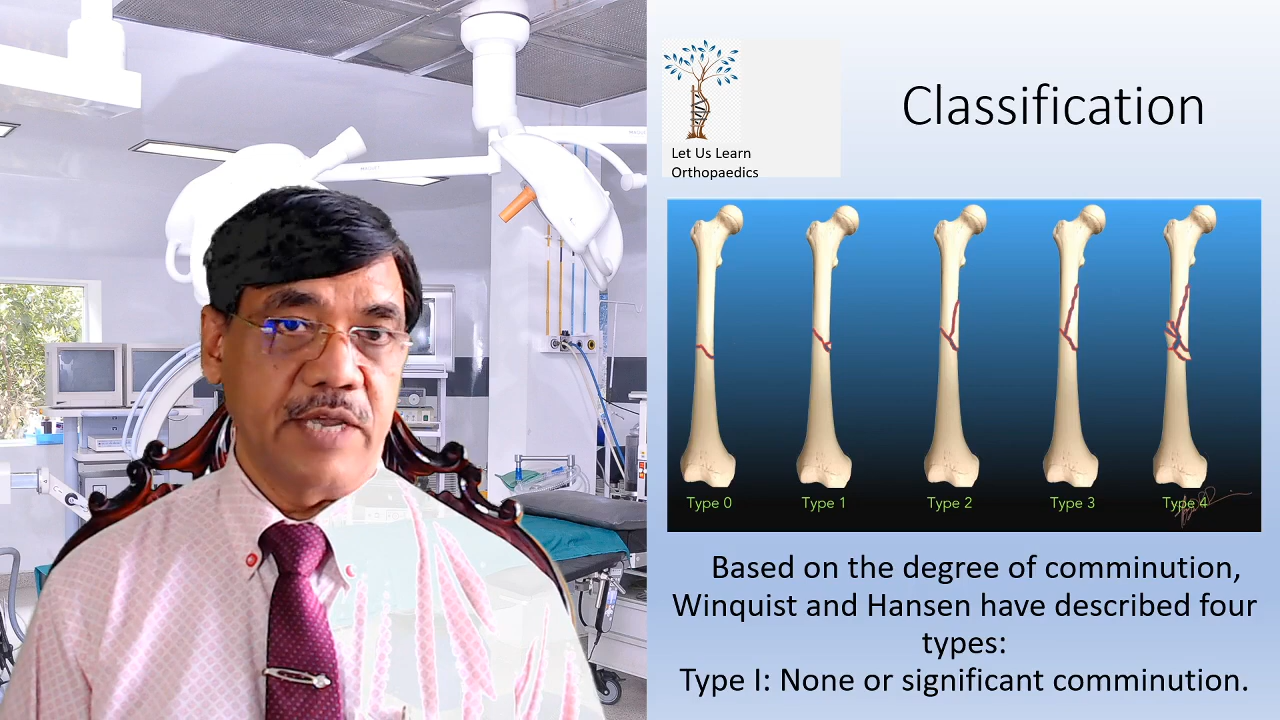 Let Us Learn
Orthopaedics
Classification
Type 0
Type 1
Type 2
Type 3
Type 4
Based on the degree of comminution,
Winquist and Hansen have described four
types:
Type I: None or significant comminution.